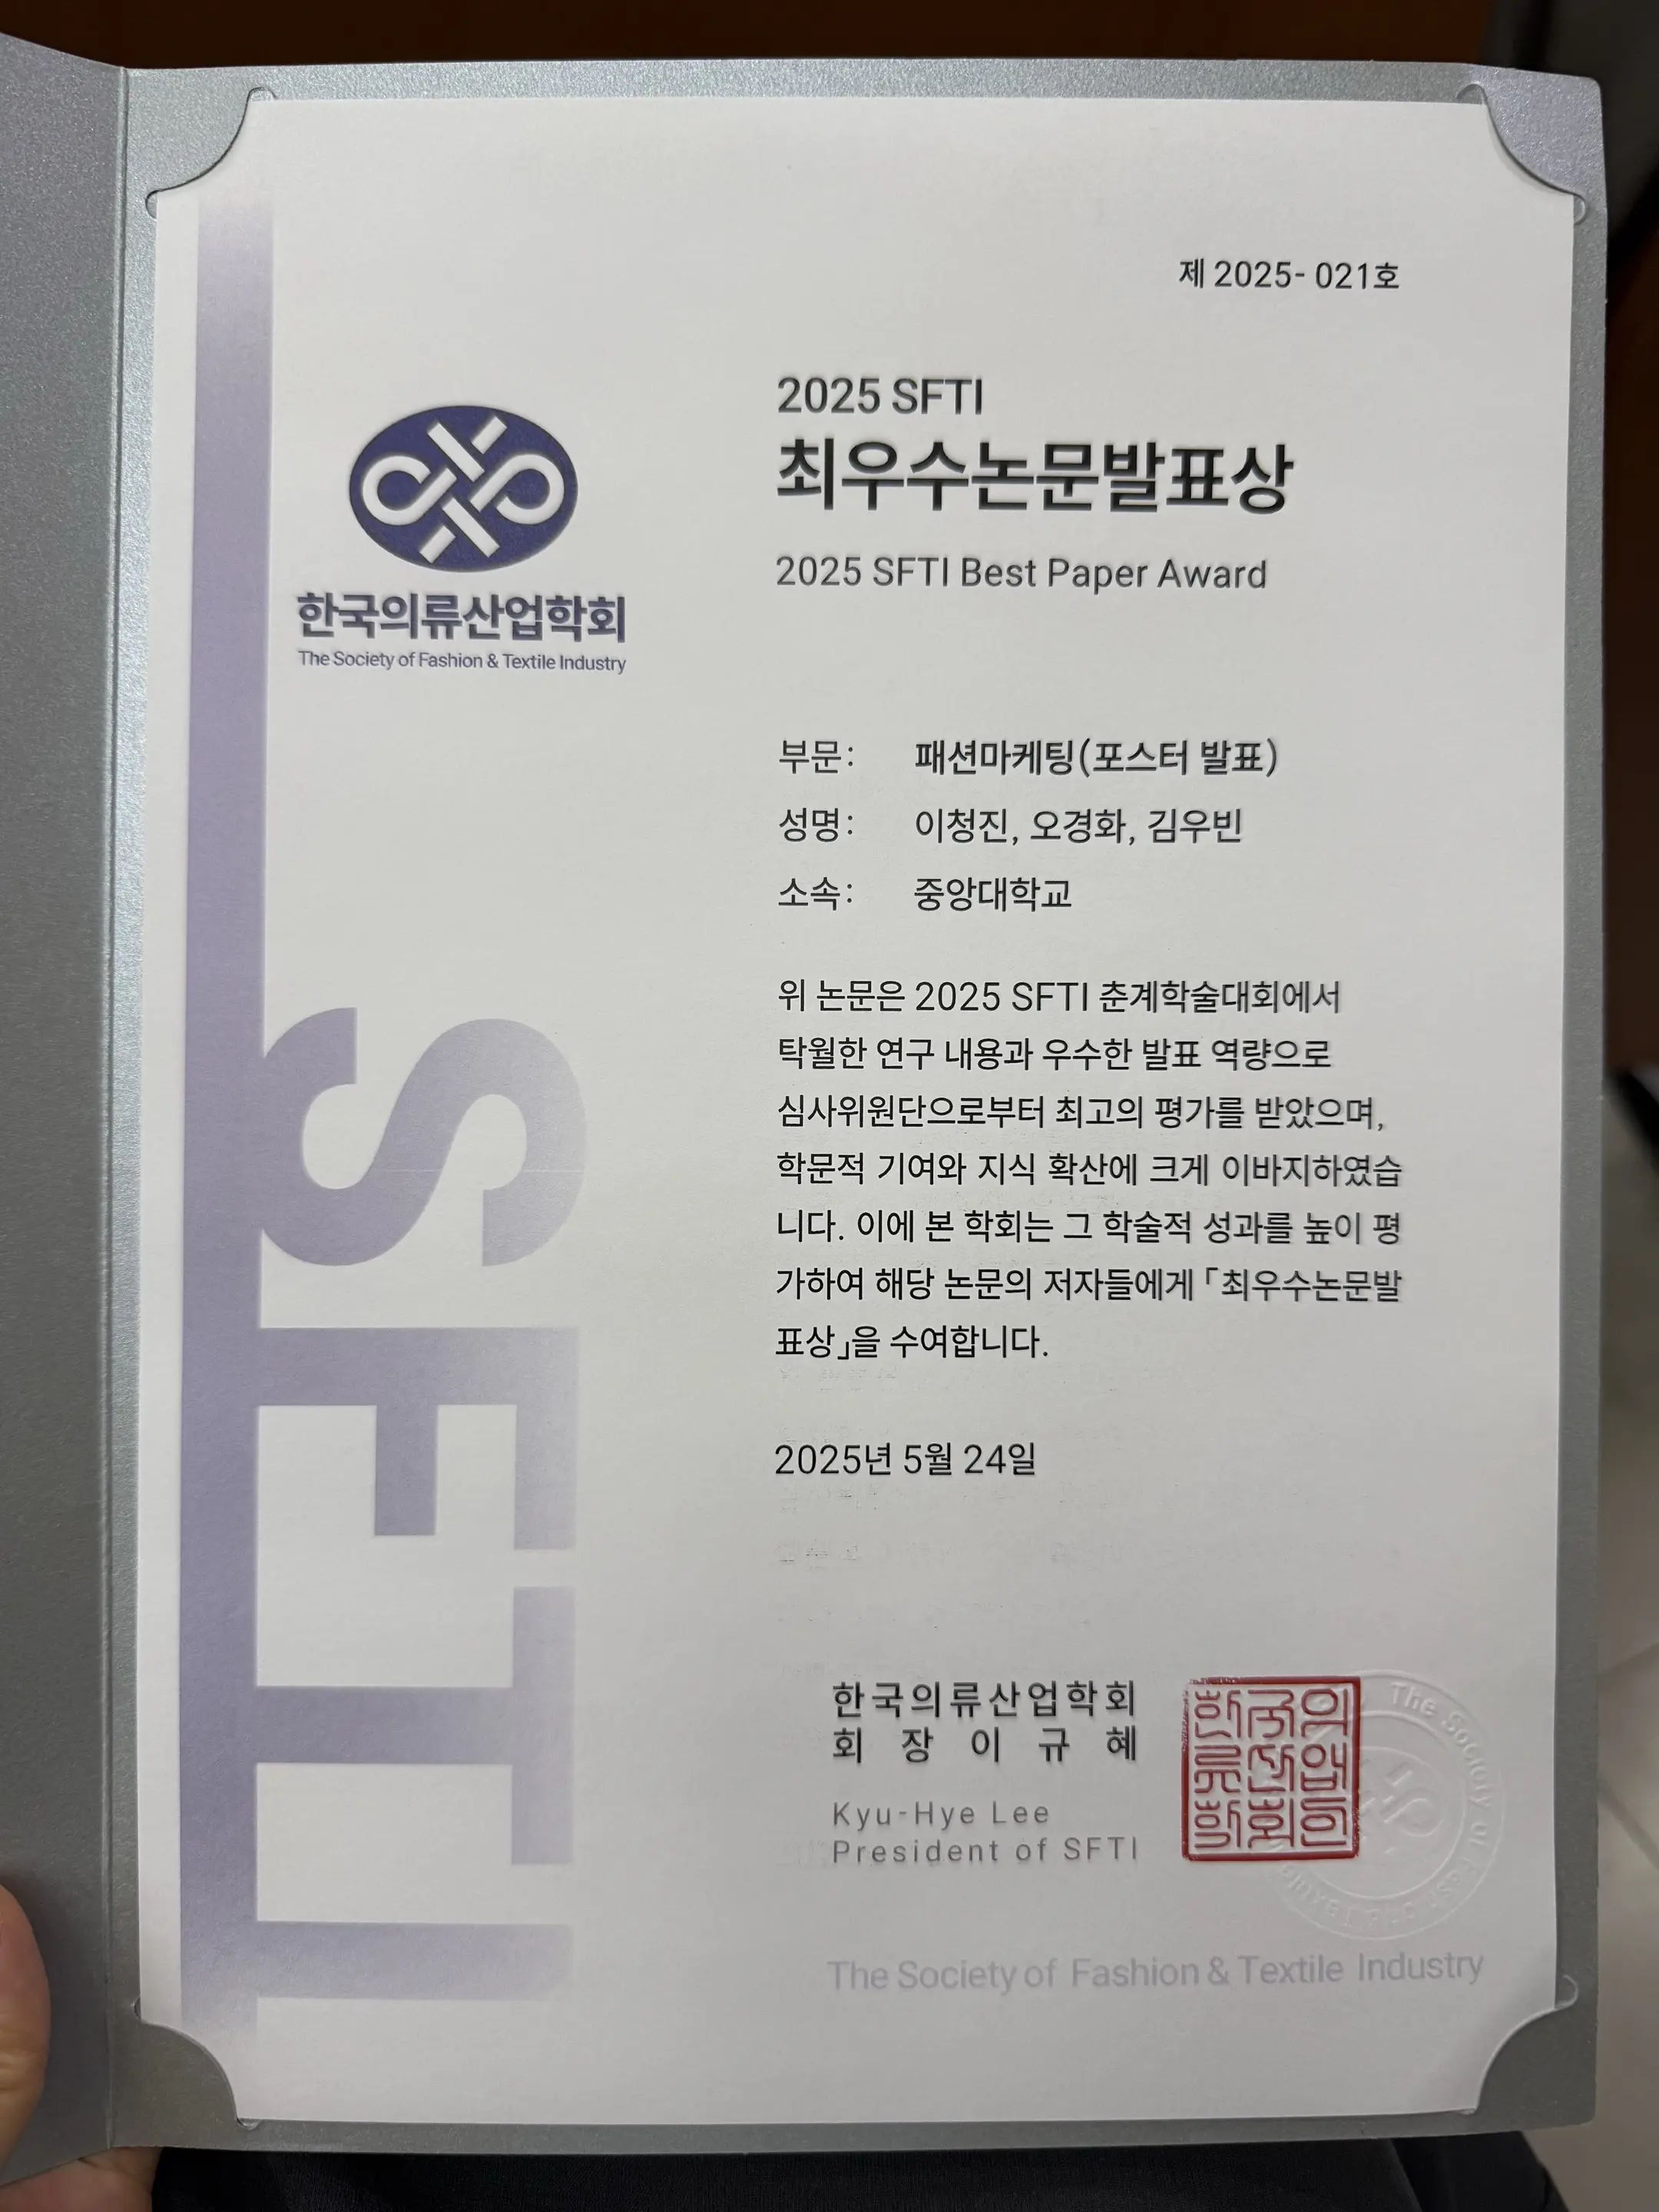 제 2025- 021호
한국의류산업학회
The Society of Fashion & Textile Industry
2025 SFTI
최우수논문발표상
2025 SFTI Best Paper Award
부문: 패션마케팅(포스터 발표)
성명: 이청진, 오경화, 김우빈
소속: 중앙대학교
위 논문은 2025 SFTI 춘계학술대회에서
탁월한 연구 내용과 우수한 발표 역량으로
심사위원단으로부터 최고의 평가를 받았으며,
학문적 기여와 지식 확산에 크게 이바지하였습
니다. 이에 본 학회는 그 학술적 성과를 높이 평
가하여 해당 논문의 저자들에게 「최우수논문발
표상」을 수여합니다.
2025년 5월 24일
한국의류산업학회
회 장 이 규 혜
Kyu-Hye Lee
President of SFTI
The Society of Fashion & Textile Industry
SFTI
The Society of